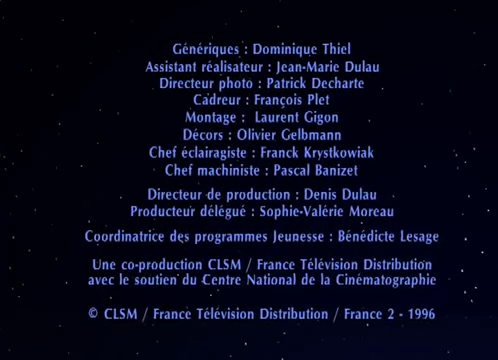 Génériques : Dominique Thiel
Assistant réalisateur : Jean-Marie Dulau
Directeur photo : Patrick Decharte
Cadreur : François Plet
Montage : Laurent Gigon
Décors : Olivier Gelbmann
Chef éclairagiste : Franck Krystkowiak
Chef machiniste : Pascal Banizet
Directeur de production : Denis Dulau
Producteur délégué : Sophie-Valérie Moreau
Coordinatrice des programmes Jeunesse : Bénédicte Lesage
Une co-production CLSM / France Télévision Distribution
avec le soutien du Centre National de la Cinématographie
© CLSM / France Télévision Distribution / France 2 - 1996